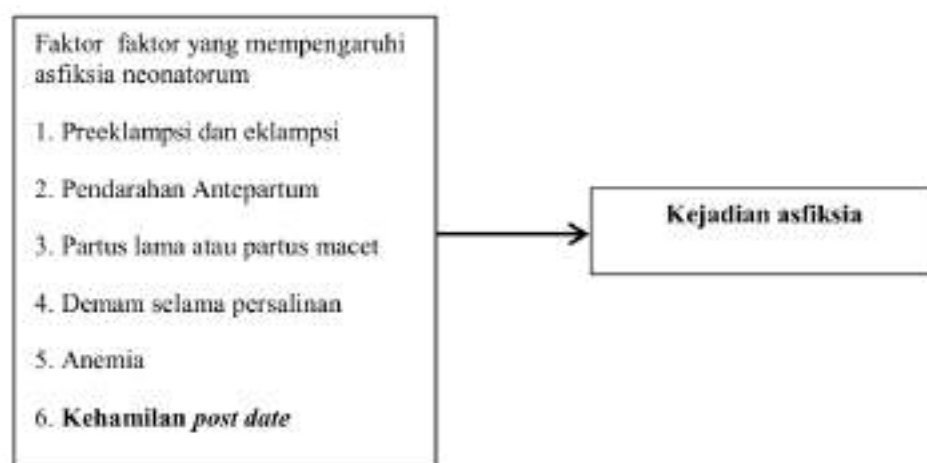 Faktor faktor yang mempengaruhi
asfiksia neonatorum
1. Preeklampsi dan eklampsi
2. Pendarahan Antepartum
3. Partus lama atau partus macet
4. Demam selama persalinan
5. Anemia
6. Kehamilan post date
Kejadian asfiksia